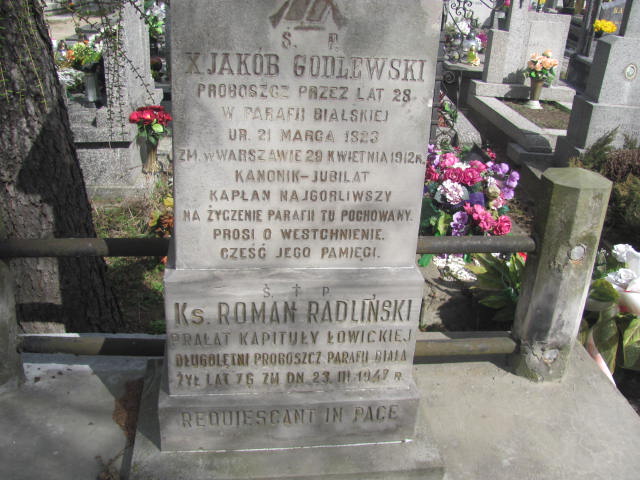 Ś. P.
X JAKÓB GODLEWSKI
PROBOSZCZ PRZEZ LAT 28
W PARAFII BIALSKIEJ
UR. 21 MARCA 1823
ZM. W WARSZAWIE 29 KWIETNIA 1912 R.
KANONIK-JUBILAT
KAPŁAN NAJGORLIWSZY
NA ŻYCZENIE PARAFII TU POCHOWANY.
PROSI O WESTCHNIENIE.
CZEŚĆ JEGO PAMIĘCI.
Ś † P
Ks. ROMAN RADLIŃSKI
PRAŁAT KAPITUŁY ŁOWICKIEJ
DŁUGOLETNI PROBOSZCZ PARAFII BIAŁA
ŻYŁ LAT 76 ZM DN 23 III 1947 R.
REQUIESCANT IN PACE